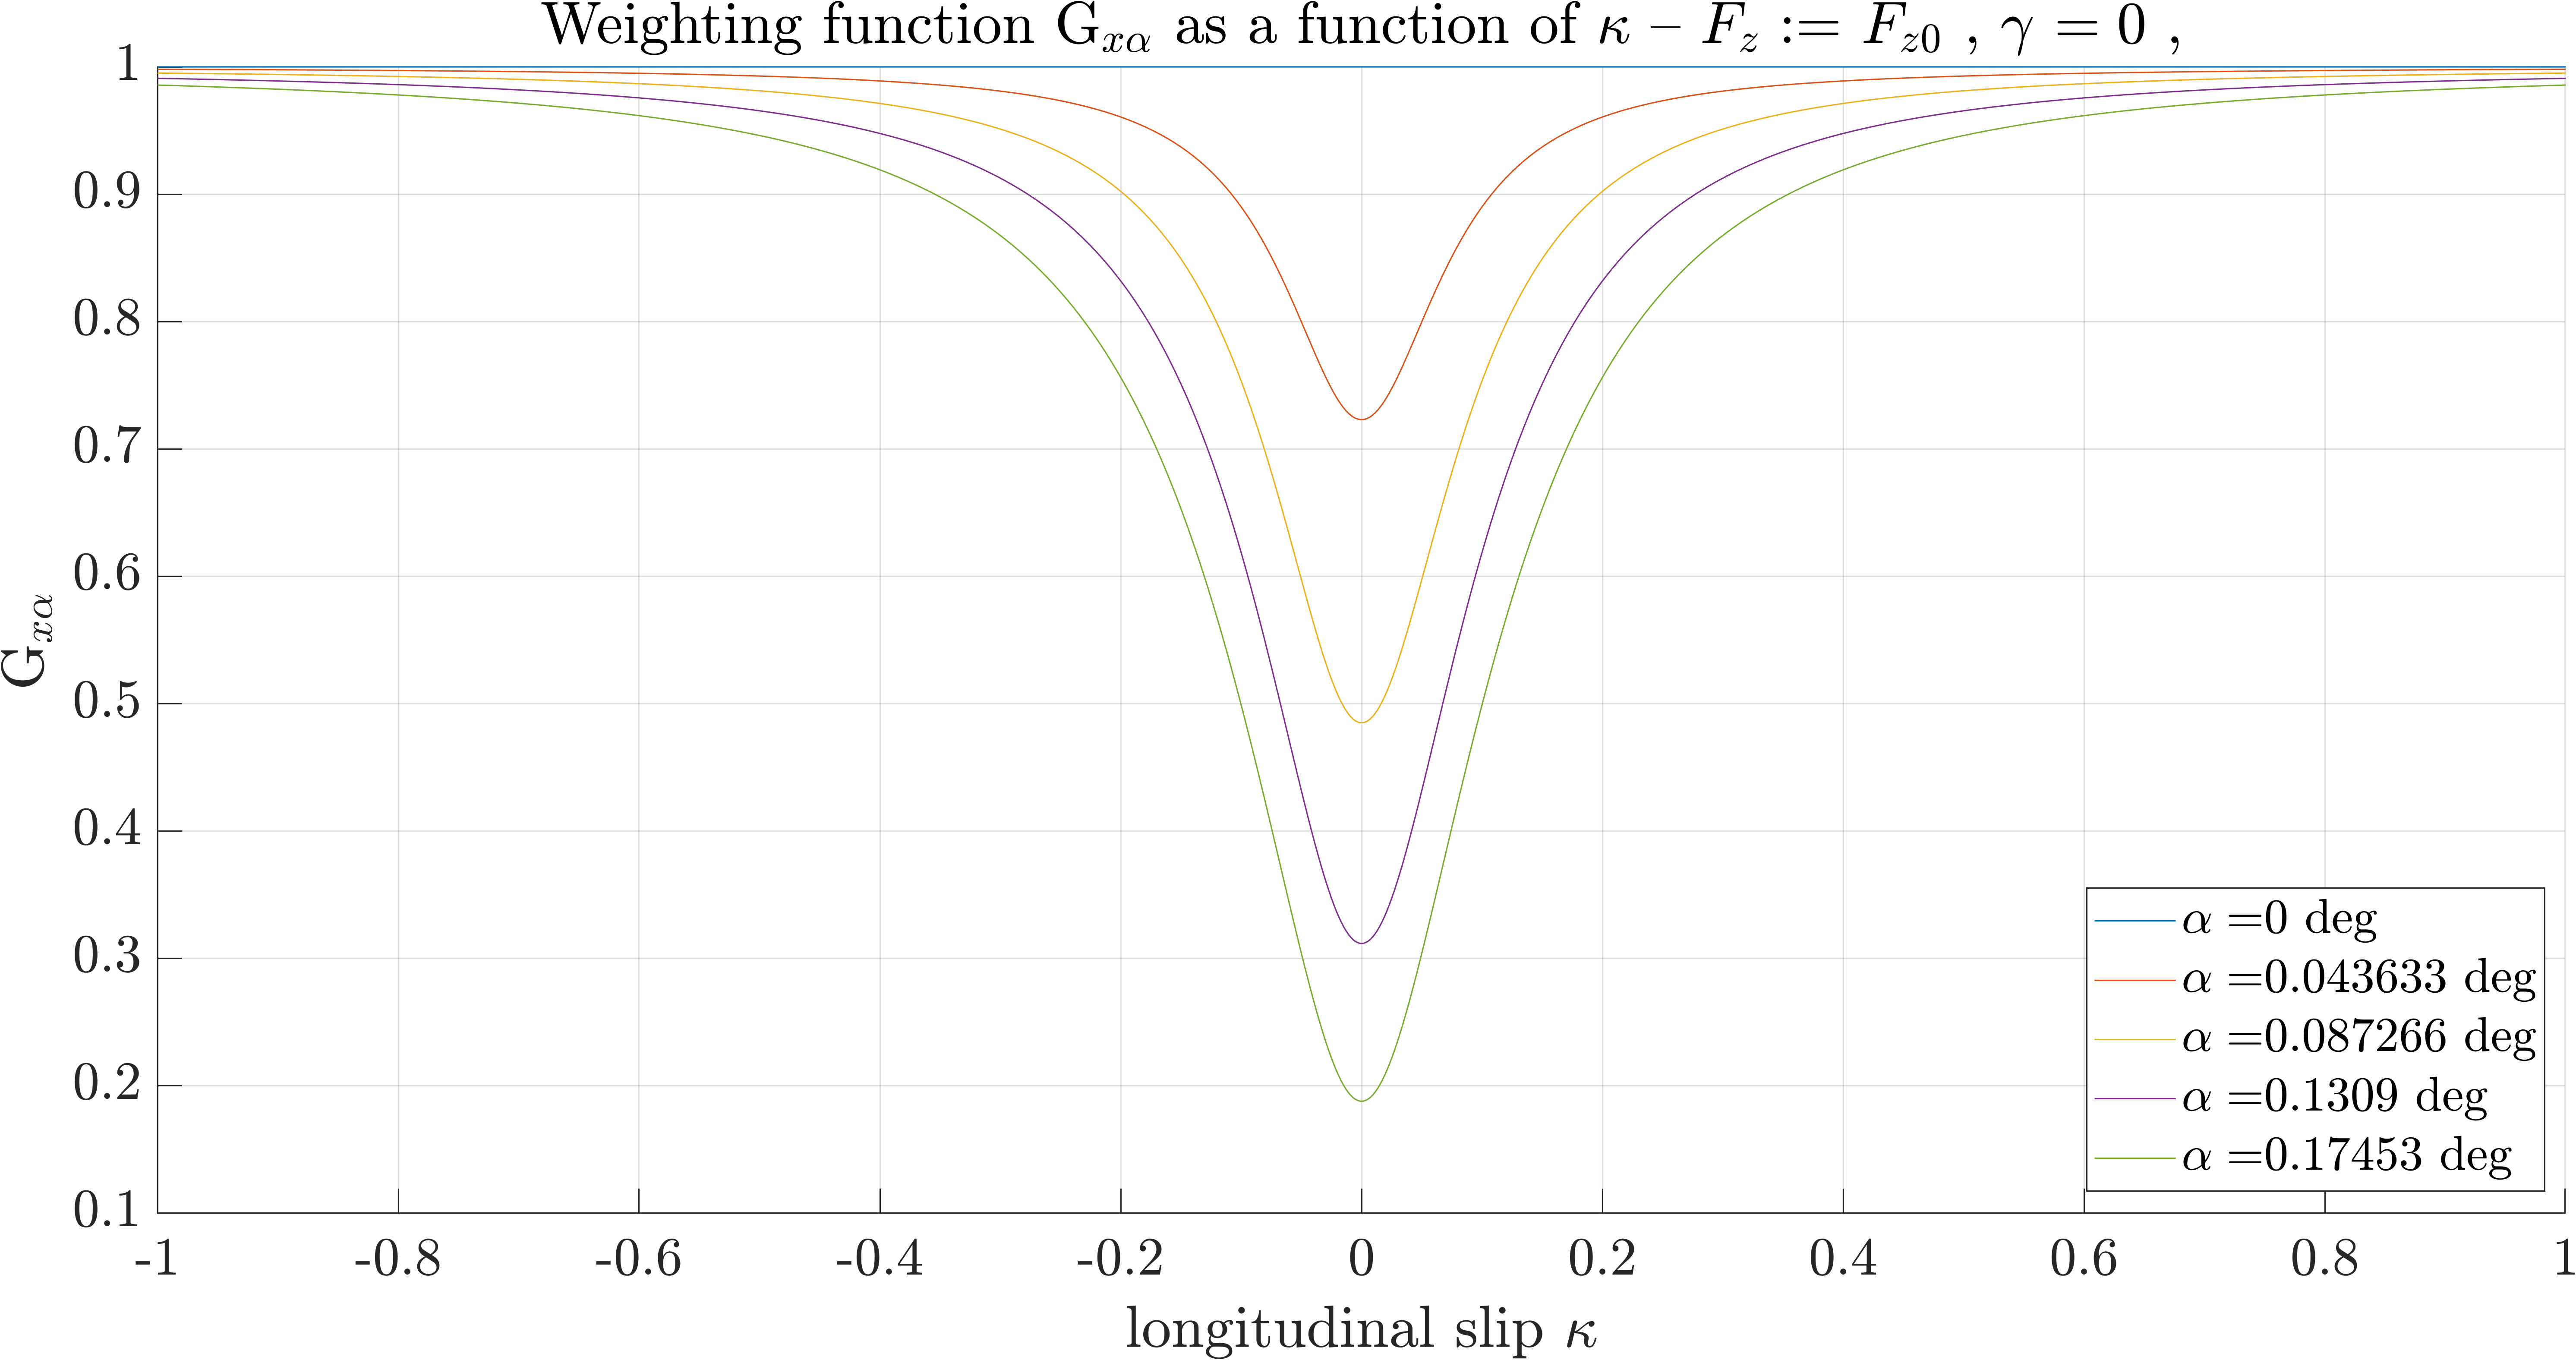 Weighting function G_{xα} as a function of κ – F_z := F_{z0} , γ = 0 ,
G_{xα}
1
0.9
0.8
0.7
0.6
0.5
0.4
0.3
0.2
0.1
-1 -0.8 -0.6 -0.4 -0.2 0 0.2 0.4 0.6 0.8 1
longitudinal slip κ
α =0 deg
α =0.043633 deg
α =0.087266 deg
α =0.1309 deg
α =0.17453 deg